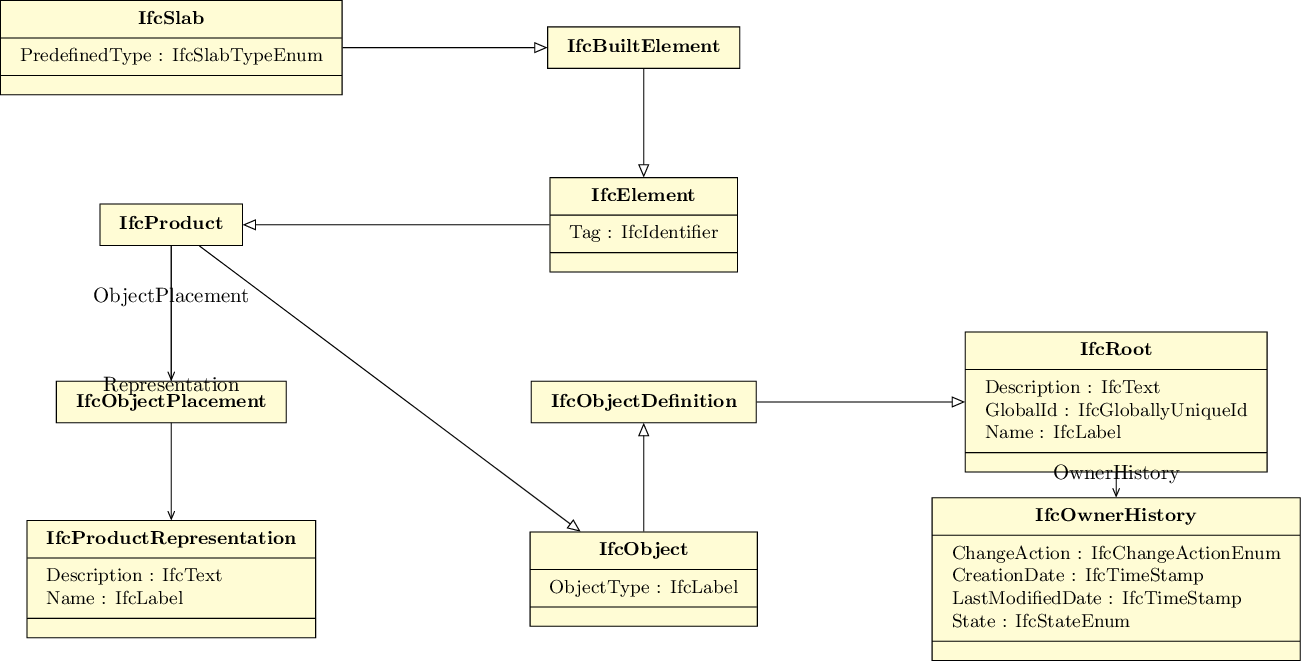 IfcSlab
PredefinedType : IfcSlabTypeEnum
IfcBuiltElement
IfcElement
Tag : IfcIdentifier
IfcProduct
ObjectPlacement
Representation
IfcObjectPlacement
IfcObjectDefinition
IfcRoot
Description : IfcText
GlobalId : IfcGloballyUniqueId
Name : IfcLabel
OwnerHistory
IfcProductRepresentation
Description : IfcText
Name : IfcLabel
IfcObject
ObjectType : IfcLabel
IfcOwnerHistory
ChangeAction : IfcChangeActionEnum
CreationDate : IfcTimeStamp
LastModifiedDate : IfcTimeStamp
State : IfcStateEnum